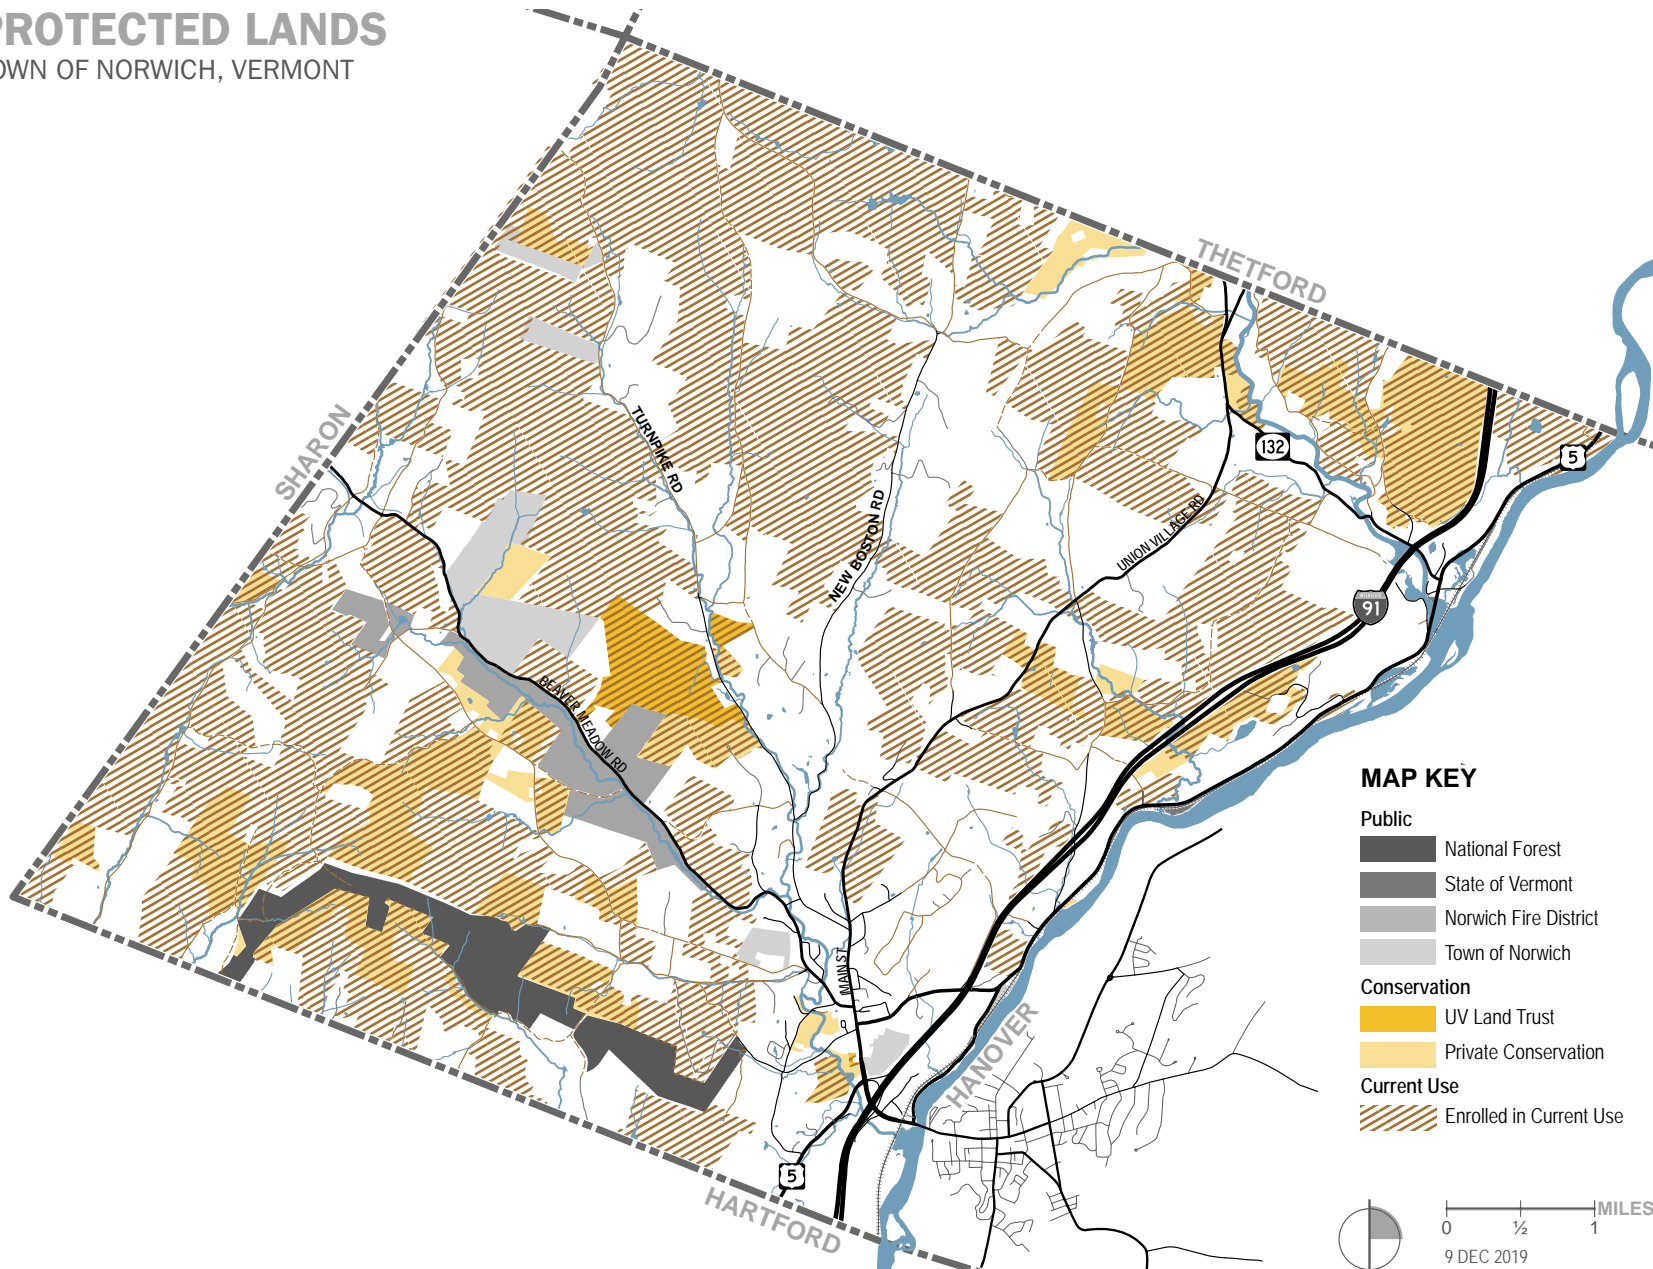 PROTECTED LANDS
OWN OF NORWICH, VERMONT
THETFORD
SHARON
TURNPIKE RD
NEW BOSTON RD
UNION VILLAGE RD
132
5
91
BEAVER MEADOW RD
MAIN ST
HANOVER
5
HARTFORD
MAP KEY
Public
National Forest
State of Vermont
Norwich Fire District
Town of Norwich
Conservation
UV Land Trust
Private Conservation
Current Use
Enrolled in Current Use
MILES
0 ½ 1
9 DEC 2019